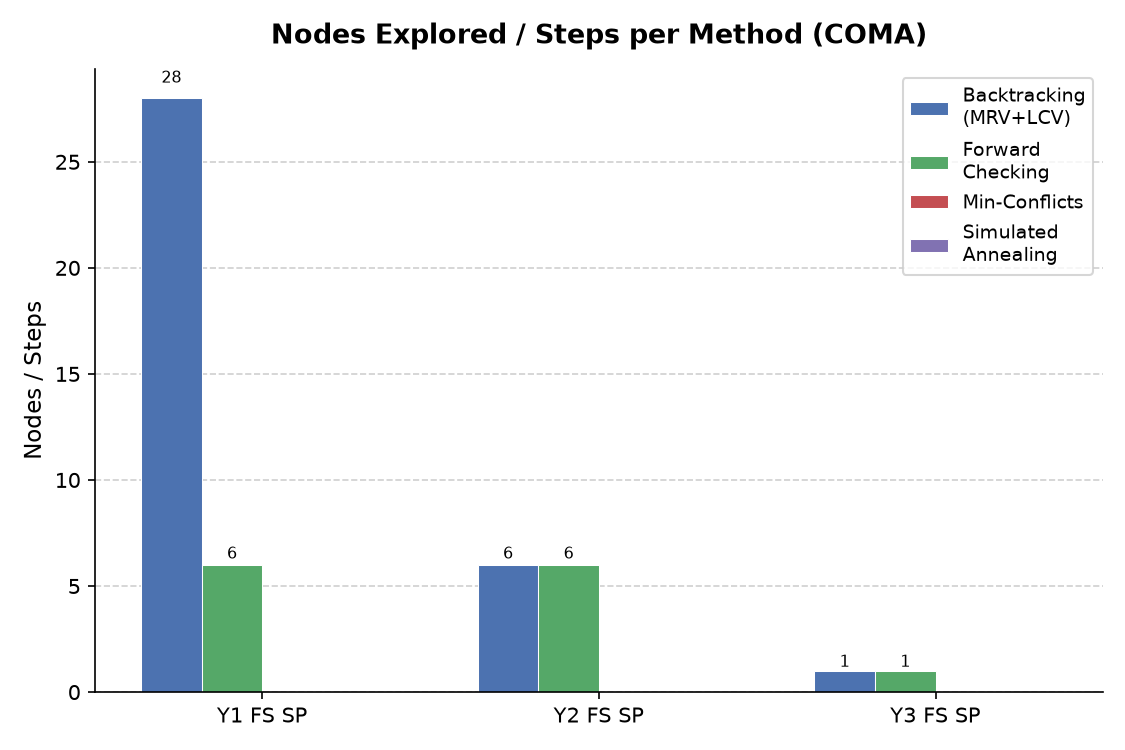 Nodes Explored / Steps per Method (COMA)
28
Backtracking
(MRV+LCV)
Forward
Checking
Min-Conflicts
Simulated
Annealing
Nodes / Steps
25
20
15
10
5
0
6
6
6
1
1
Y1 FS SP
Y2 FS SP
Y3 FS SP